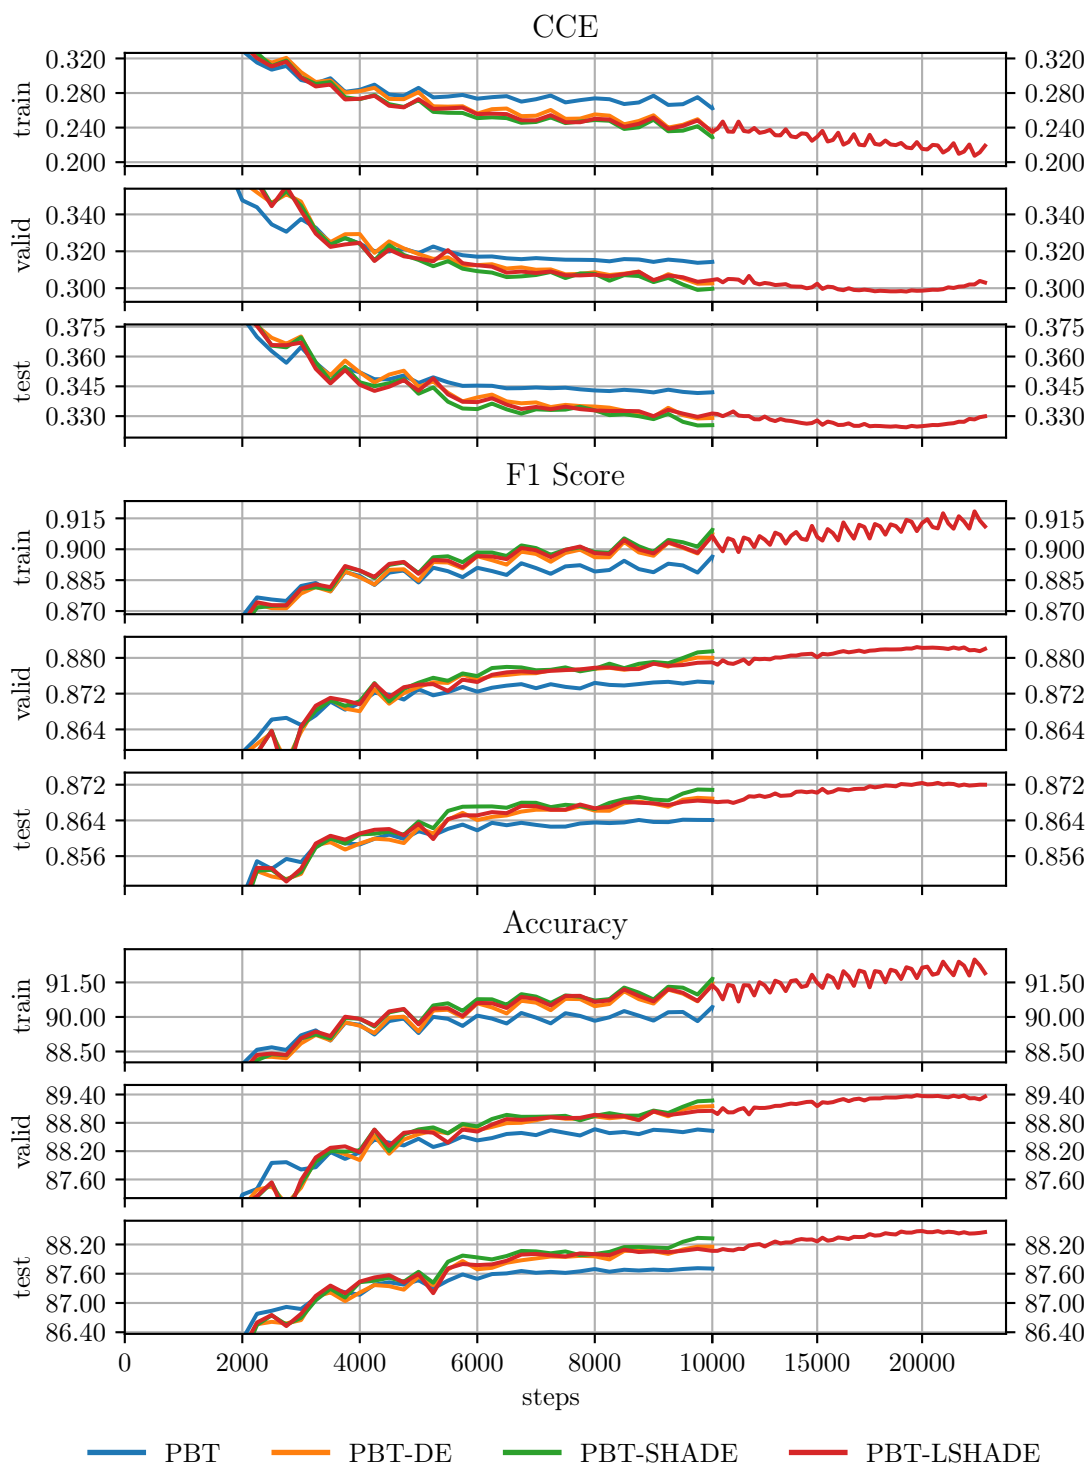 CCE
0.320 0.320
0.280 0.280
train
0.240 0.240
0.200 0.200
0.340 0.340
valid
0.320 0.320
0.300 0.300
0.375 0.375
0.360 0.360
test
0.345 0.345
0.330 0.330
F1 Score
0.915 0.915
train
0.900 0.900
0.885 0.885
0.870 0.870
0.880 0.880
valid
0.872 0.872
0.864 0.864
0.872 0.872
test
0.864 0.864
0.856 0.856
Accuracy
91.50 91.50
train
90.00 90.00
88.50 88.50
89.40 89.40
88.80 88.80
valid
88.20 88.20
87.60 87.60
88.20 88.20
test
87.60 87.60
87.00 87.00
86.40 86.40
0 2000 4000 6000 8000 10000 15000 20000
steps
PBT PBT-DE PBT-SHADE PBT-LSHADE